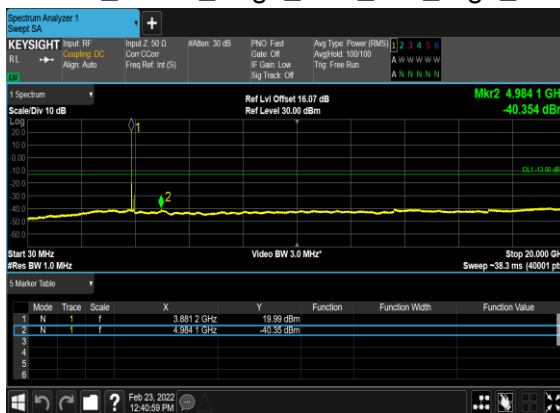 Spectrum Analyzer 1
Swept SA
+
KEYSIGHT Input: RF Input Z: 50 Ω #Atten: 30 dB PNO: Fast Avg Type: Power (RMS) 1 2 3 4 5 6
RL Coupling: DC Corr CCorr Gate: Off Avg|Hold: 100/100 A W W W W W
Align: Auto Freq Ref: Int (S) IF Gain: Low Trig: Free Run
Sig Track: Off A N N N N N
1 Spectrum Ref Lvl Offset 16.07 dB Mkr2 4.984 1 GH
Scale/Div 10 dB Ref Level 30.00 dBm -40.354 dBm
Log
20.0 1
10.0
0.00
-10.0 DL1 -13.00 dB
-20.0
-30.0 2
-40.0
-50.0
-60.0
Start 30 MHz Video BW 3.0 MHz* Stop 20.000 GH
#Res BW 1.0 MHz Sweep ~38.3 ms (40001 pt
5 Marker Table
Mode Trace Scale X Y Function Function Width Function Value
1 N 1 f 3.881 2 GHz 19.99 dBm
2 N 1 f 4.984 1 GHz -40.35 dBm
3
4
5
6
? Feb 23, 2022
12:40:59 PM